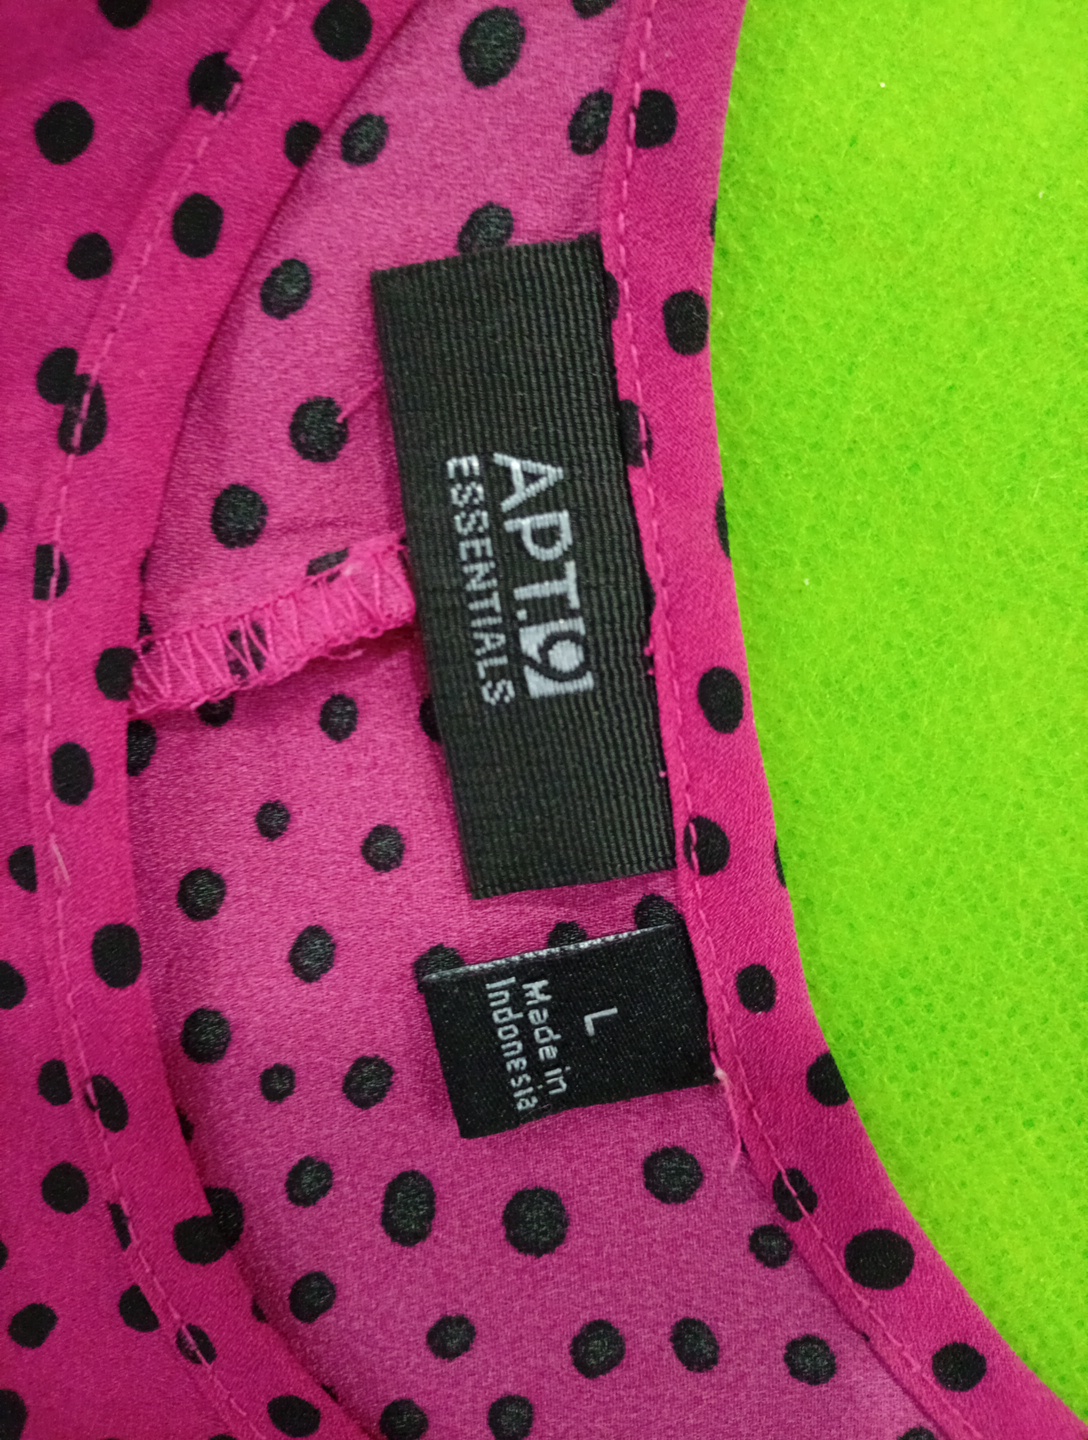 APT.9
ESSENTIALS
L
Made in
Indonesia